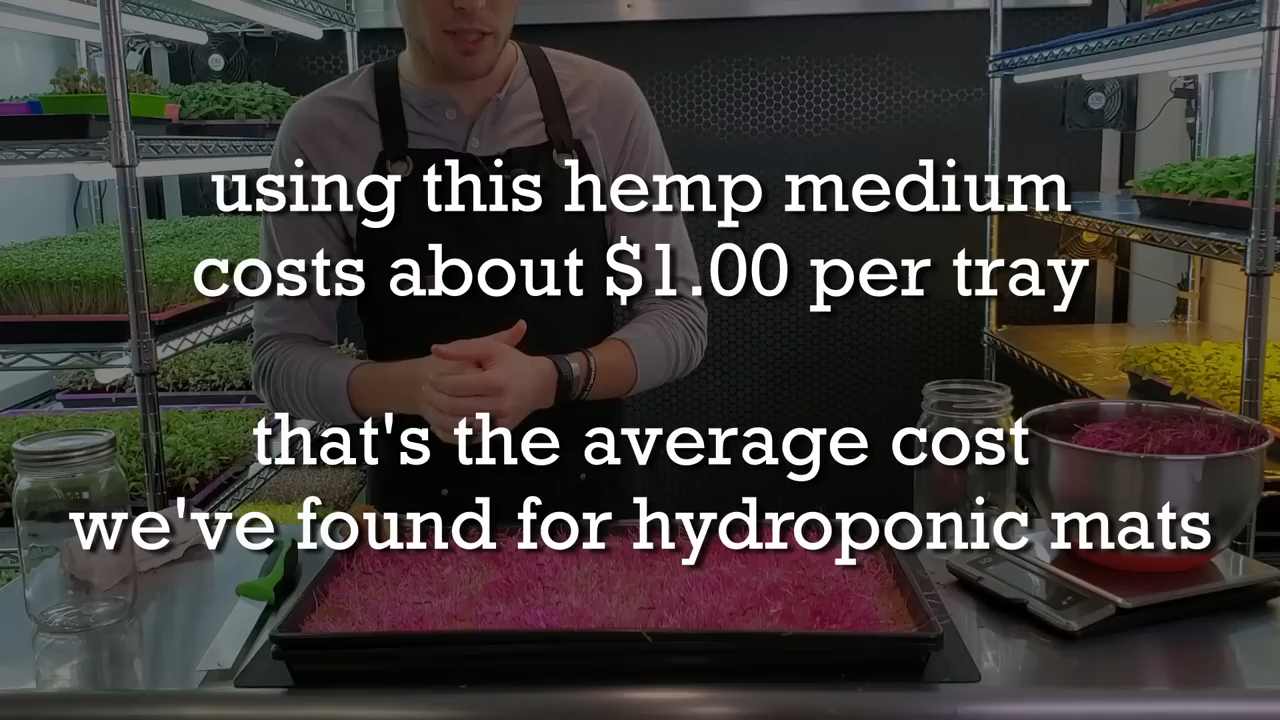 using this hemp medium
costs about $1.00 per tray
that's the average cost
we've found for hydroponic mats